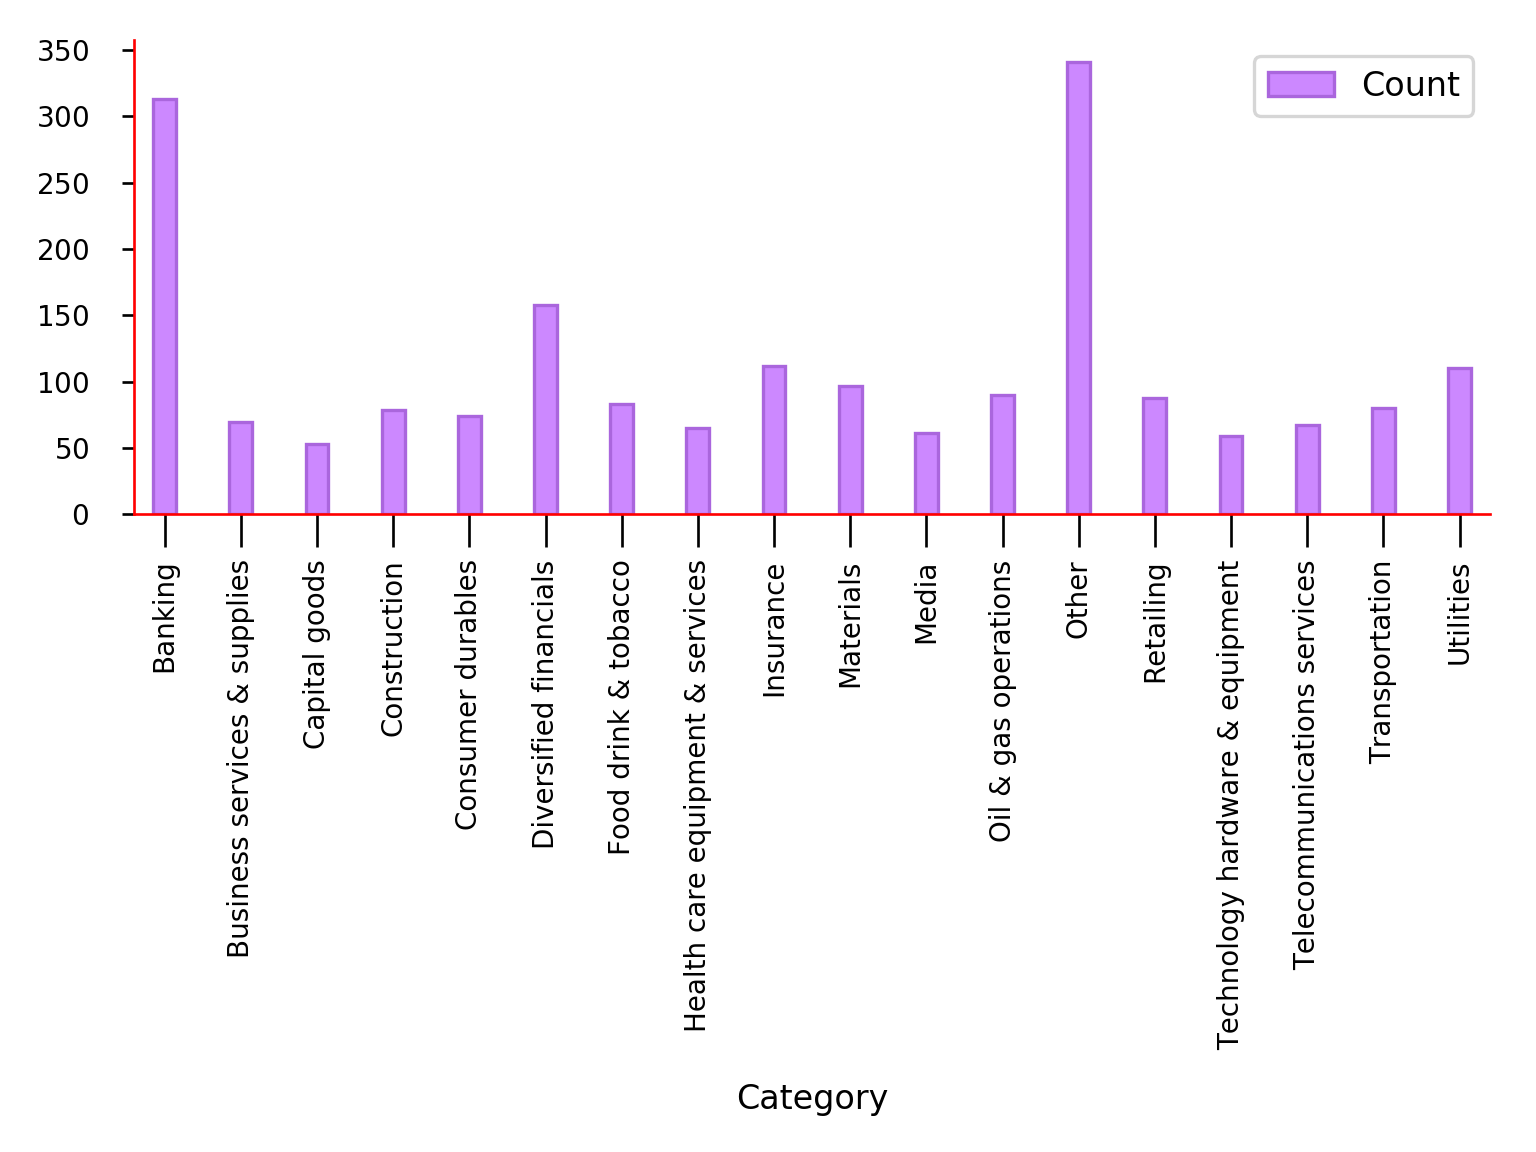 350
300
250
200
150
100
50
0
Count
Banking
Business services & supplies
Capital goods
Construction
Consumer durables
Diversified financials
Food drink & tobacco
Health care equipment & services
Insurance
Materials
Media
Oil & gas operations
Other
Retailing
Technology hardware & equipment
Telecommunications services
Transportation
Utilities
Category